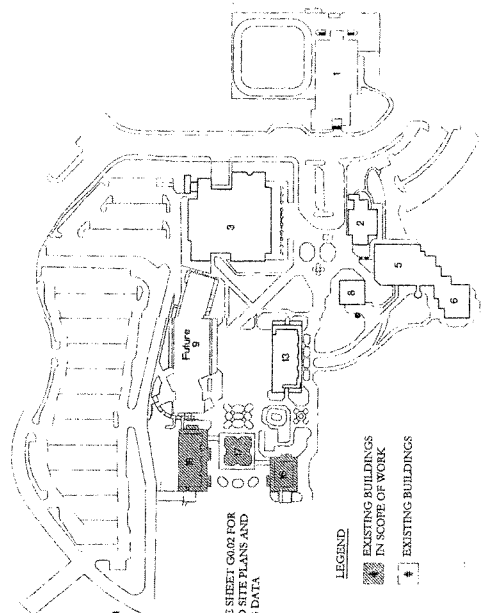 1
2
3
5
6
8
Future
9
13
E SHEET G0.02 FOR
D SITE PLANS AND
DATA
LEGEND
EXISTING BUILDINGS
IN SCOPE OF WORK
#
EXISTING BUILDINGS